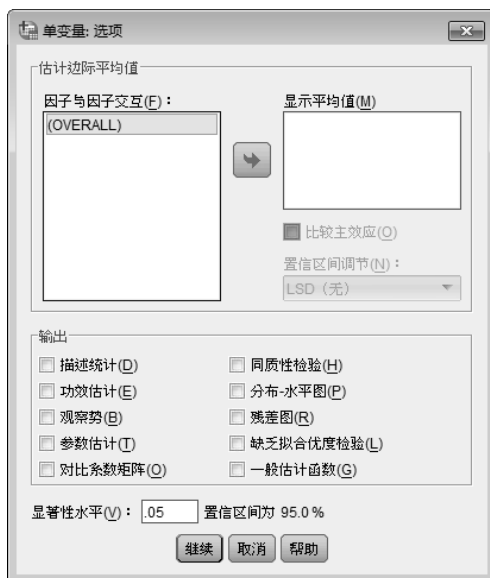 单变量: 选项
估计边际平均值
因子与因子交互(F)：
(OVERALL)
显示平均值(M)
比较主效应(O)
置信区间调节(N)：
LSD（无）
输出
描述统计(D)
同质性检验(H)
功效估计(E)
分布-水平图(P)
观察势(B)
残差图(R)
参数估计(T)
缺乏拟合优度检验(L)
对比系数矩阵(O)
一般估计函数(G)
显著性水平(V)： .05 置信区间为 95.0 %
继续 取消 帮助